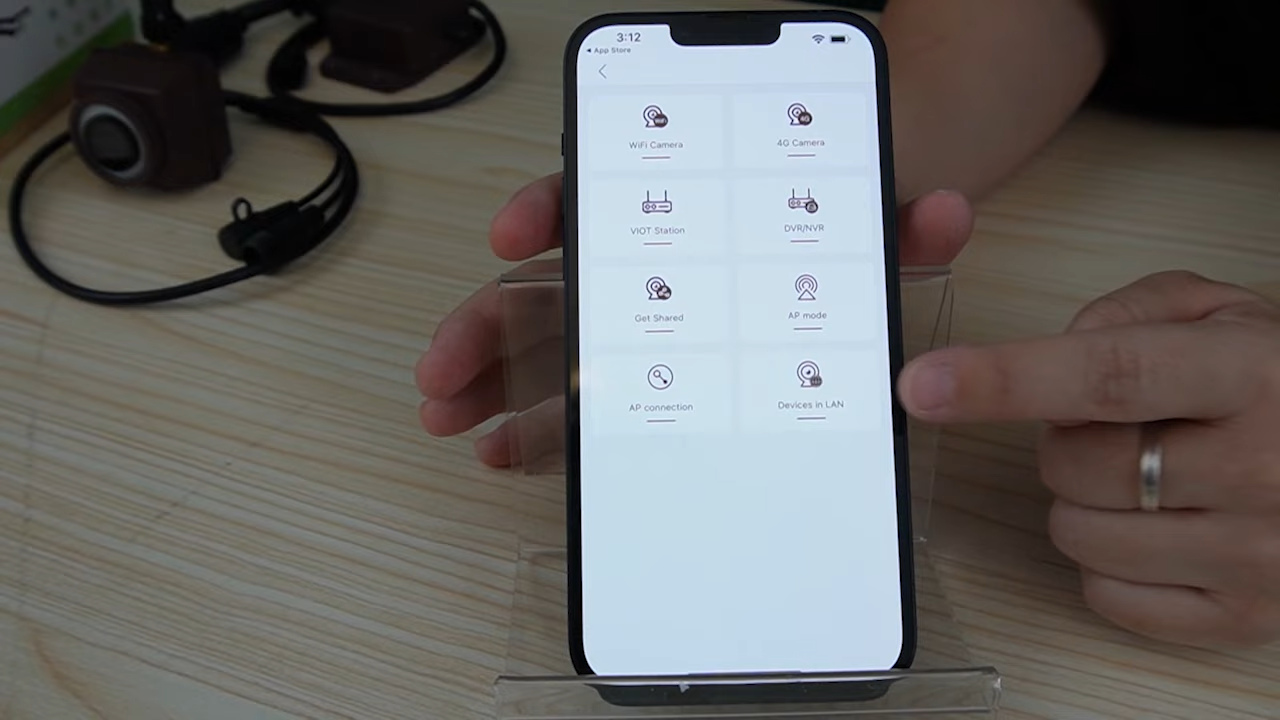 3:12
◀ App Store
WiFi Camera
4G Camera
VIOT Station
DVR/NVR
Get Shared
AP mode
AP connection
Devices in LAN